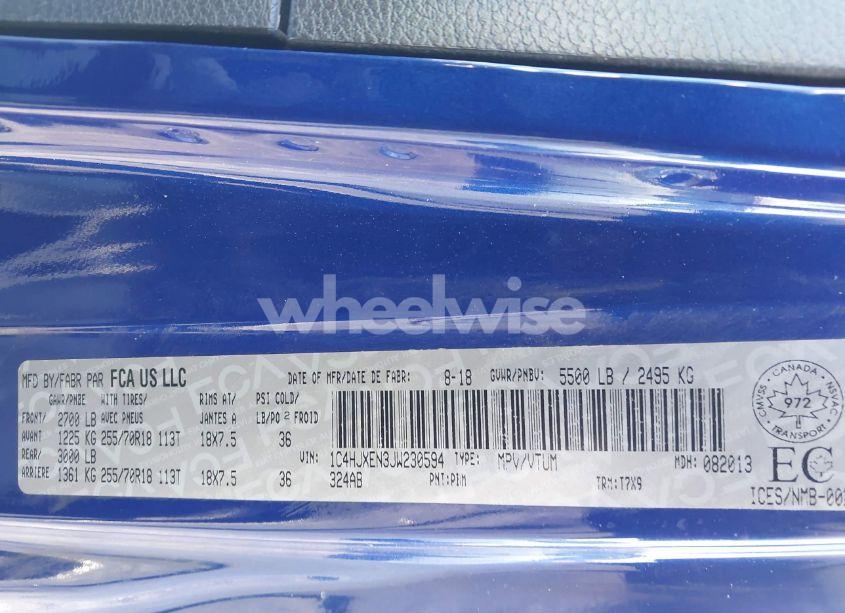 wheelwise
MFD BY/FABR PAR FCA US LLC
DATE OF MFR/DATE DE FABR: 8-18 GVWR/PNBV: 5500 LB / 2495 KG
GAWR/PNBE WITH TIRES/ RIMS AT/ PSI COLD/
FRONT/ 2700 LB AVEC PNEUS JANTES A LB/PO2 FROID
AVANT 1225 KG 255/70R18 113T 18X7.5 36
REAR/ 3000 LB
ARRIERE 1361 KG 255/70R18 113T 18X7.5 36
VIN: 1C4HJXEN3JW230594 TYPE: MPV/VTUM MDH: 082013
324AB PNT:PBM TRM:T7X9
CMVSS CANADA NSVAC
972
TRANSPORT
EC
ICES/NMB-00